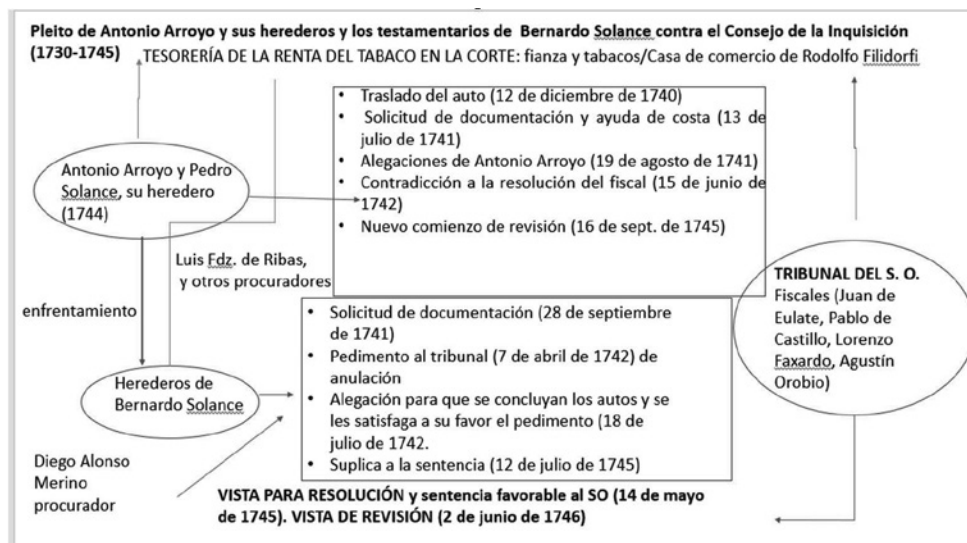 Pleito de Antonio Arroyo y sus herederos y los testamentarios de Bernardo Solance contra el Consejo de la Inquisición
(1730-1745) TESORERÍA DE LA RENTA DEL TABACO EN LA CORTE: fianza y tabacos/Casa de comercio de Rodolfo Filidorfi
• Traslado del auto (12 de diciembre de 1740)
• Solicitud de documentación y ayuda de costa (13 de
julio de 1741)
• Alegaciones de Antonio Arroyo (19 de agosto de 1741)
• Contradicción a la resolución del fiscal (15 de junio de
1742)
• Nuevo comienzo de revisión (16 de sept. de 1745)
Antonio Arroyo y Pedro
Solance, su heredero
(1744)
Luis Fdz. de Ribas,
y otros procuradores
enfrentamiento
TRIBUNAL DEL S. O.
Fiscales (Juan de
Eulate, Pablo de
Castillo, Lorenzo
Faxardo, Agustín
Orobio)
• Solicitud de documentación (28 de septiembre
de 1741)
• Pedimento al tribunal (7 de abril de 1742) de
anulación
• Alegación para que se concluyan los autos y se
les satisfaga a su favor el pedimento (18 de
julio de 1742.
• Suplica a la sentencia (12 de julio de 1745)
Herederos de
Bernardo Solance
Diego Alonso
Merino
procurador
VISTA PARA RESOLUCIÓN y sentencia favorable al SO (14 de mayo
de 1745). VISTA DE REVISIÓN (2 de junio de 1746)